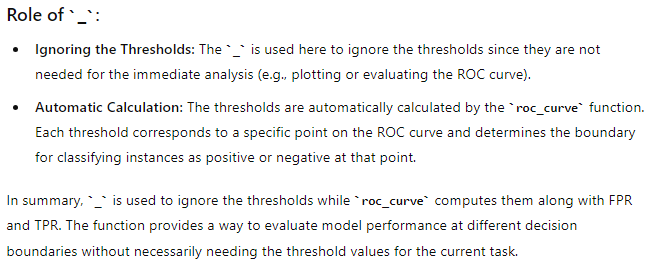 Role of `_`:
• Ignoring the Thresholds: The `_` is used here to ignore the thresholds since they are not
needed for the immediate analysis (e.g., plotting or evaluating the ROC curve).
• Automatic Calculation: The thresholds are automatically calculated by the `roc_curve` function.
Each threshold corresponds to a specific point on the ROC curve and determines the boundary
for classifying instances as positive or negative at that point.
In summary, `_` is used to ignore the thresholds while `roc_curve` computes them along with FPR
and TPR. The function provides a way to evaluate model performance at different decision
boundaries without necessarily needing the threshold values for the current task.